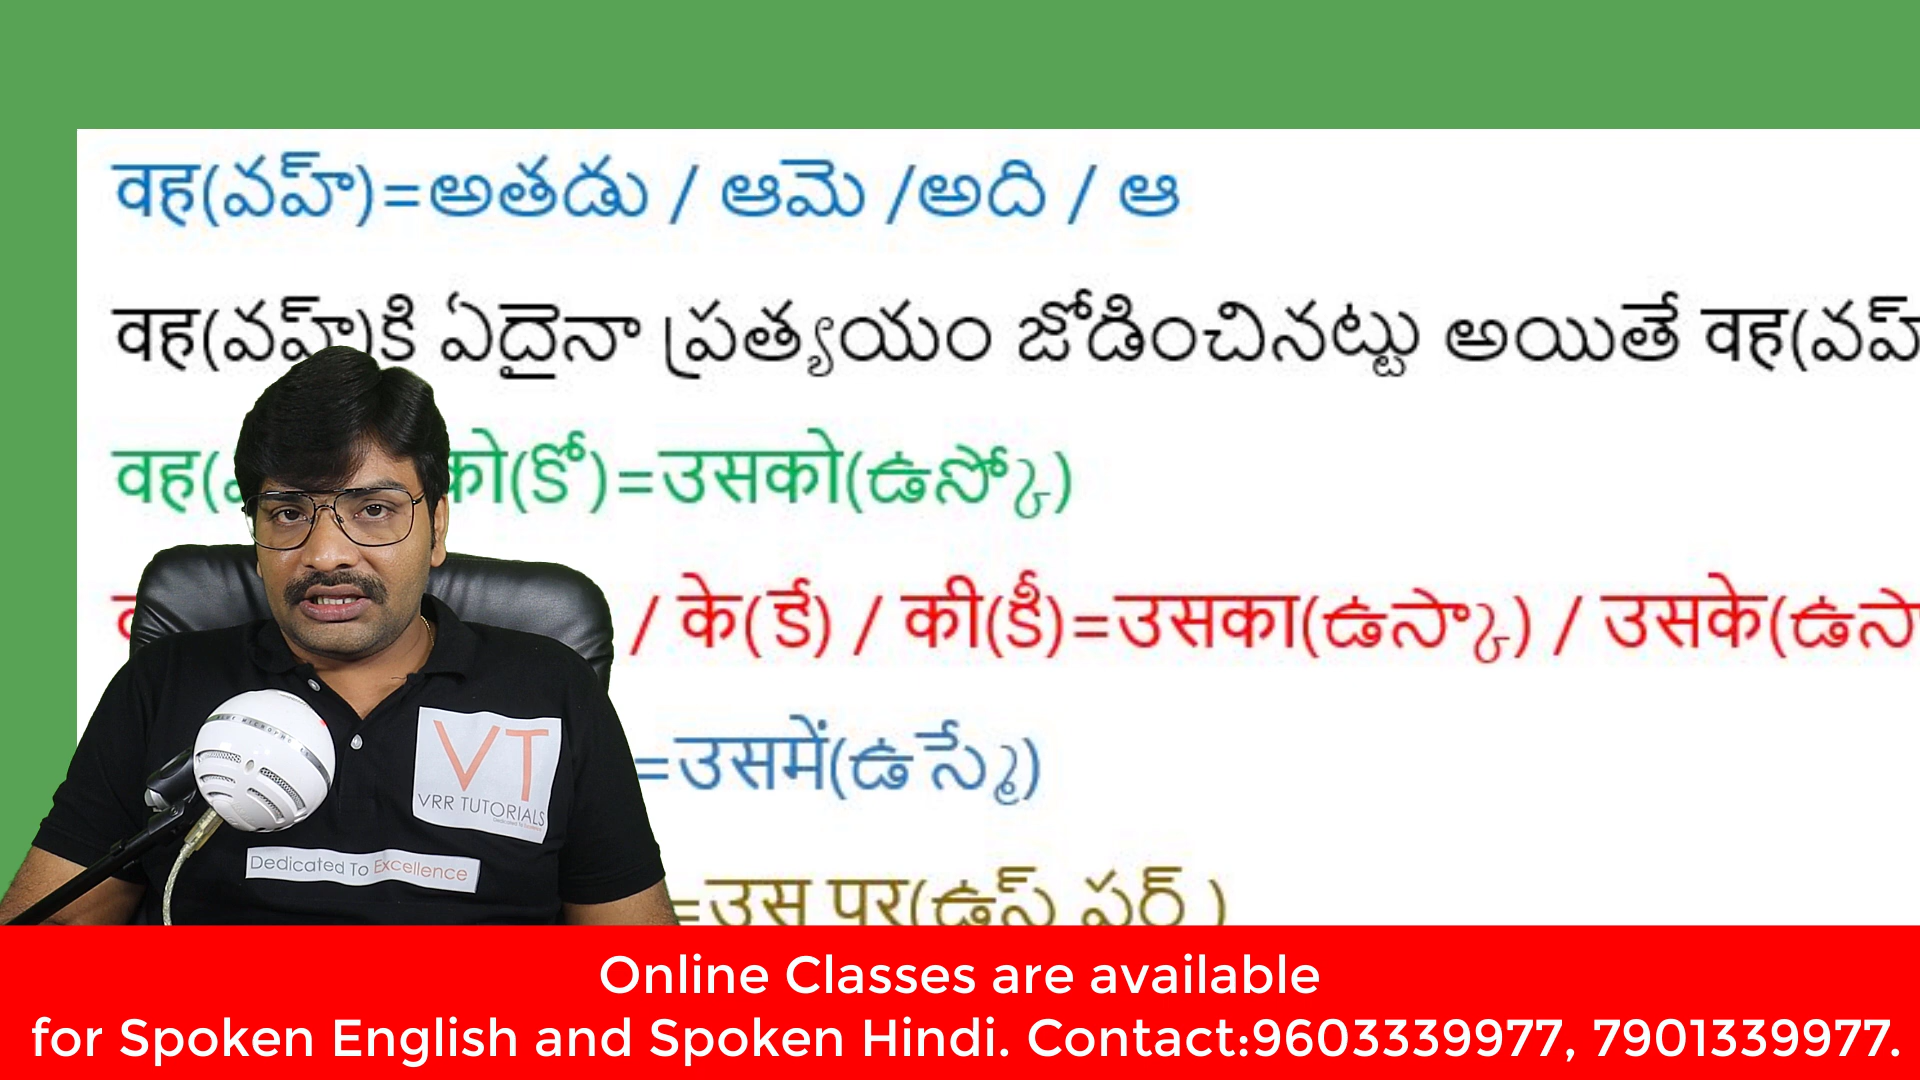 वह(వహ్)=అతడు / ఆమె /అది / ఆ
वह(వహ్)కి ఏదైనా ప్రత్యయం జోడించినట్టు అయితే वह(వహ్
वह( को(కో)=उसको(ఉస్కో)
/ के(కే) / की(కీ)=उसका(ఉస్కా) / उसके(ఉస్
=उसमें(ఉస్మే)
=उस पर(ఉస్ పర్ )
VT
VRR TUTORIALS
Dedicated To Excellence
Online Classes are available
for Spoken English and Spoken Hindi. Contact:9603339977, 7901339977.